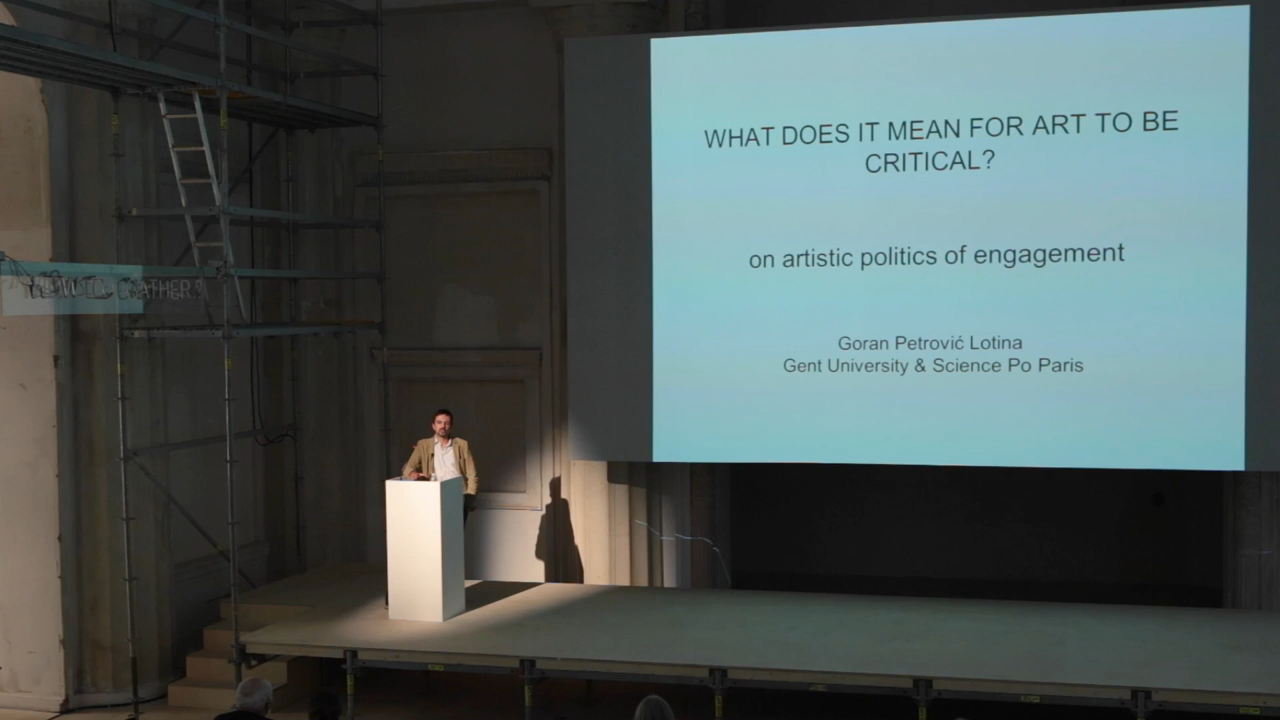 WHAT DOES IT MEAN FOR ART TO BE
CRITICAL?
on artistic politics of engagement
Goran Petrović Lotina
Gent University & Science Po Paris